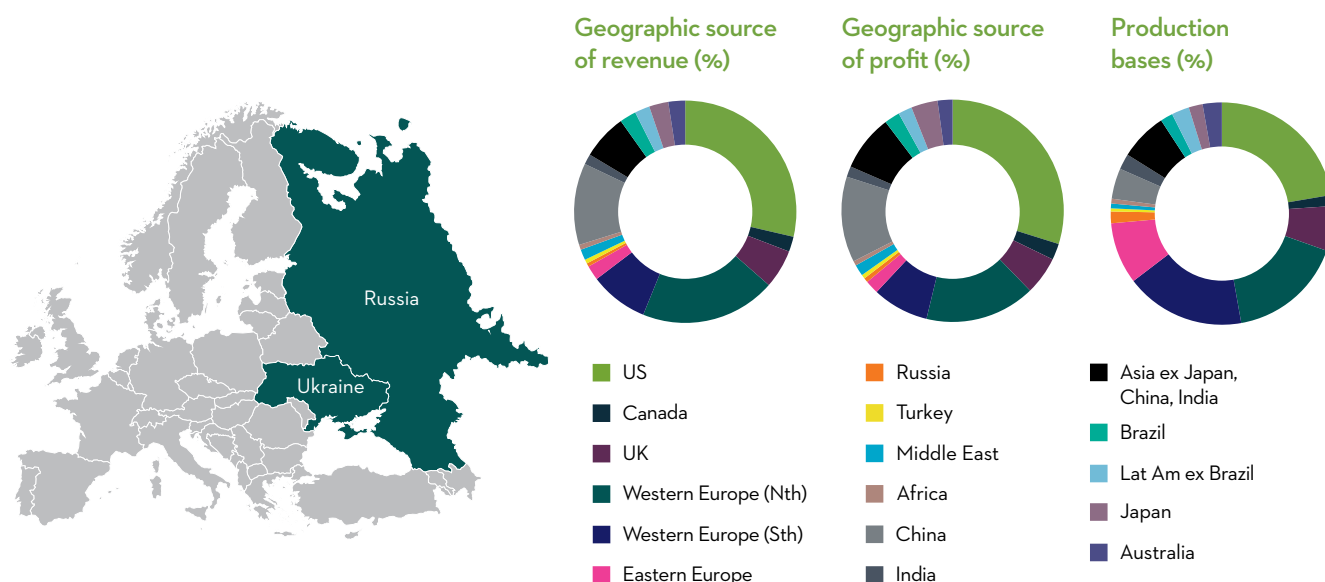 Geographic source
of revenue (%)
Geographic source
of profit (%)
Production
bases (%)
Russia
Ukraine
US
Canada
UK
Western Europe (Nth)
Western Europe (Sth)
Eastern Europe
Russia
Turkey
Middle East
Africa
China
India
Asia ex Japan,
China, India
Brazil
Lat Am ex Brazil
Japan
Australia